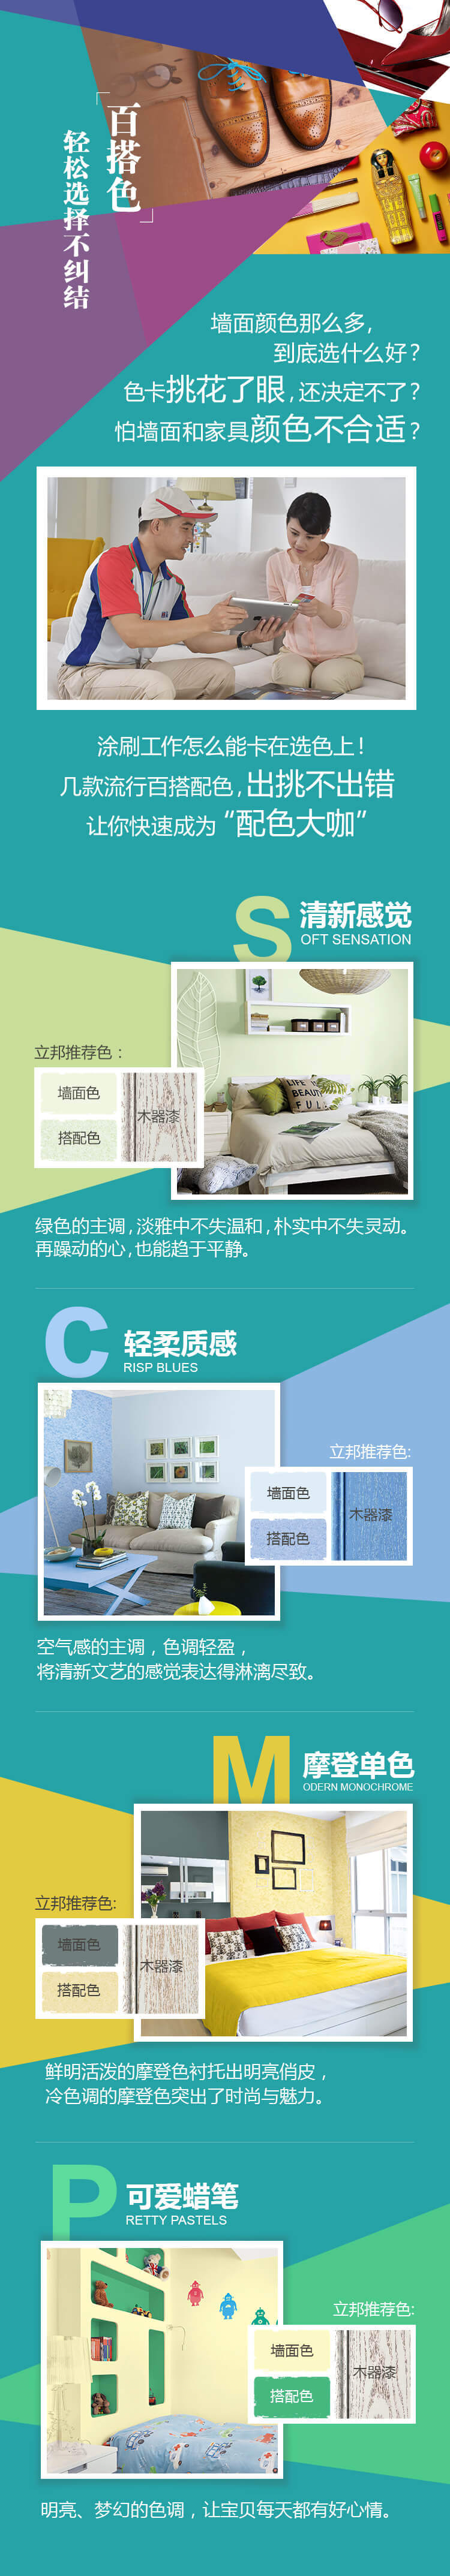 百搭色
轻松选择不纠结
墙面颜色那么多，
到底选什么好？
色卡挑花了眼，还决定不了？
怕墙面和家具颜色不合适？
涂刷工作怎么能卡在选色上！
几款流行百搭配色，出挑不出错
让你快速成为“配色大咖”
S 清新感觉
OFT SENSATION
立邦推荐色：
墙面色
搭配色
木器漆
LIFE IS
BEAUTY
FULL
绿色的主调，淡雅中不失温和，朴实中不失灵动。
再躁动的心，也能趋于平静。
C 轻柔质感
RISP BLUES
立邦推荐色:
墙面色
搭配色
木器漆
空气感的主调，色调轻盈，
将清新文艺的感觉表达得淋漓尽致。
M 摩登单色
ODERN MONOCHROME
立邦推荐色:
墙面色
搭配色
木器漆
鲜明活泼的摩登色衬托出明亮俏皮，
冷色调的摩登色突出了时尚与魅力。
P 可爱蜡笔
RETTY PASTELS
立邦推荐色:
墙面色
搭配色
木器漆
明亮、梦幻的色调，让宝贝每天都有好心情。